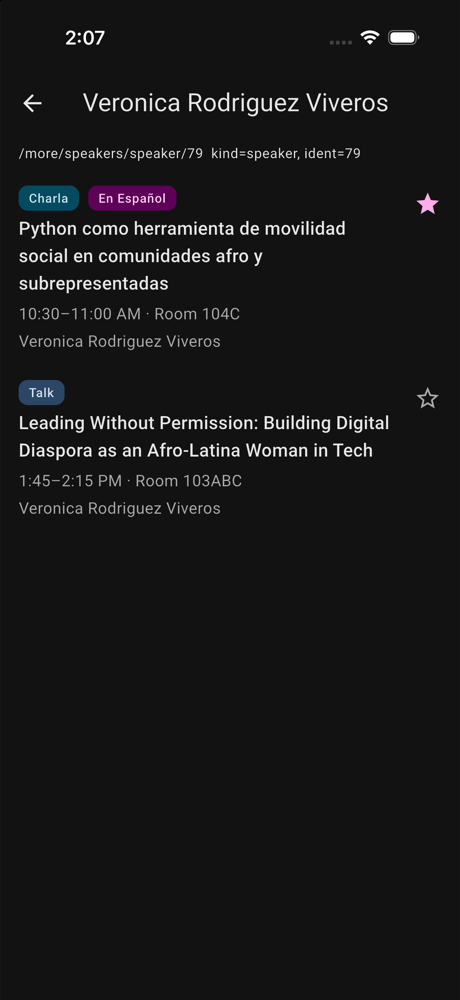 2:07
Veronica Rodriguez Viveros
/more/speakers/speaker/79 kind=speaker, ident=79
Charla En Español
Python como herramienta de movilidad
social en comunidades afro y
subrepresentadas
10:30–11:00 AM · Room 104C
Veronica Rodriguez Viveros
Talk
Leading Without Permission: Building Digital
Diaspora as an Afro-Latina Woman in Tech
1:45–2:15 PM · Room 103ABC
Veronica Rodriguez Viveros